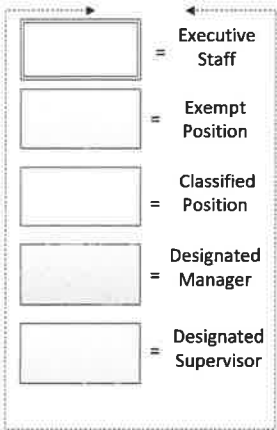 = Executive
Staff
= Exempt
Position
= Classified
Position
= Designated
Manager
= Designated
Supervisor